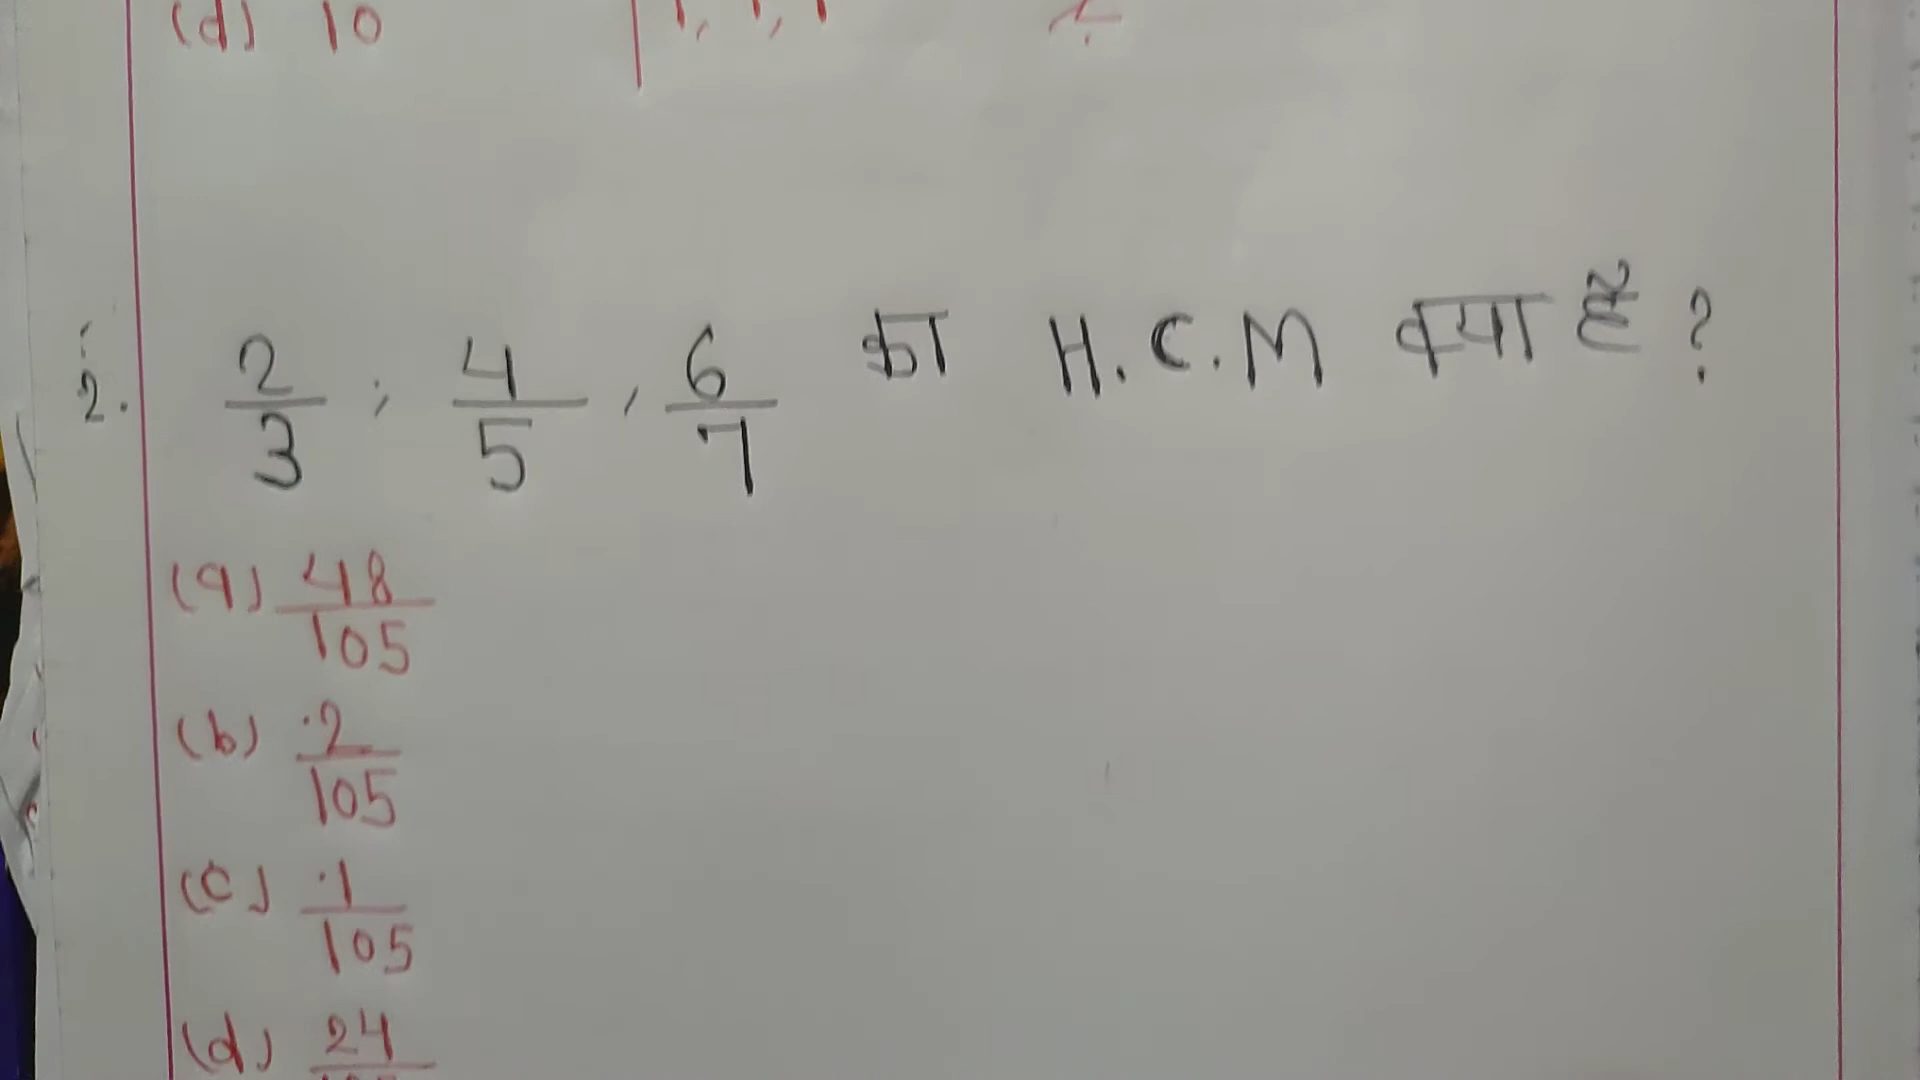 (d) 10
2. 2/3, 4/5, 6/7 का H.C.M क्या है ?
(a) 48/105
(b) 2/105
(c) 1/105
(d) 24